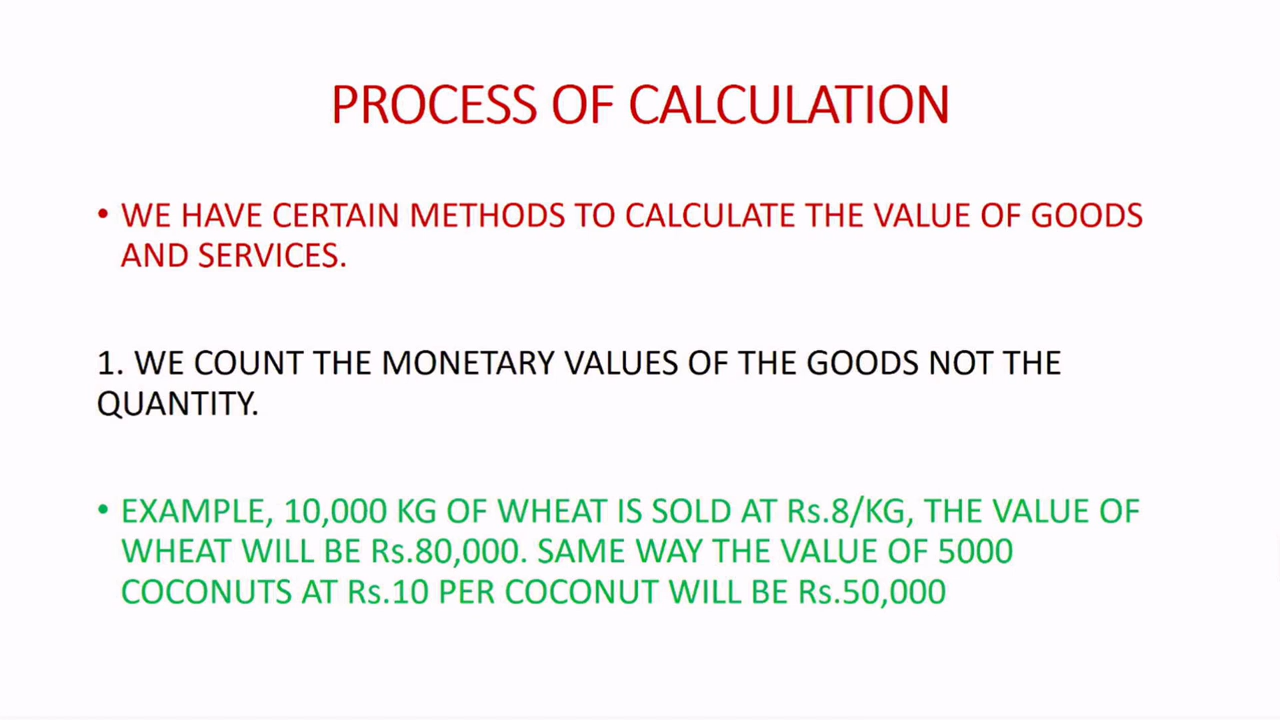 PROCESS OF CALCULATION
• WE HAVE CERTAIN METHODS TO CALCULATE THE VALUE OF GOODS
AND SERVICES.
1. WE COUNT THE MONETARY VALUES OF THE GOODS NOT THE
QUANTITY.
• EXAMPLE, 10,000 KG OF WHEAT IS SOLD AT Rs.8/KG, THE VALUE OF
WHEAT WILL BE Rs.80,000. SAME WAY THE VALUE OF 5000
COCONUTS AT Rs.10 PER COCONUT WILL BE Rs.50,000